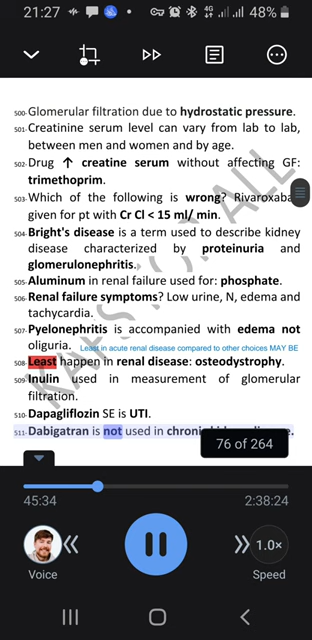 21:27
4G
48%
500- Glomerular filtration due to hydrostatic pressure.
501- Creatinine serum level can vary from lab to lab,
between men and women and by age.
502- Drug ↑ creatine serum without affecting GF:
trimethoprim.
503- Which of the following is wrong? Rivaroxaba
given for pt with Cr Cl < 15 ml/ min.
504- Bright's disease is a term used to describe kidney
disease characterized by proteinuria and
glomerulonephritis.
505- Aluminum in renal failure used for: phosphate.
506- Renal failure symptoms? Low urine, N, edema and
tachycardia.
507- Pyelonephritis is accompanied with edema not
oliguria. Least in acute renal disease compared to other choices MAY BE
508- Least happen in renal disease: osteodystrophy.
509- Inulin used in measurement of glomerular
filtration.
510- Dapagliflozin SE is UTI.
511- Dabigatran is not used in chronic
76 of 264
45:34
2:38:24
1.0×
Voice
Speed